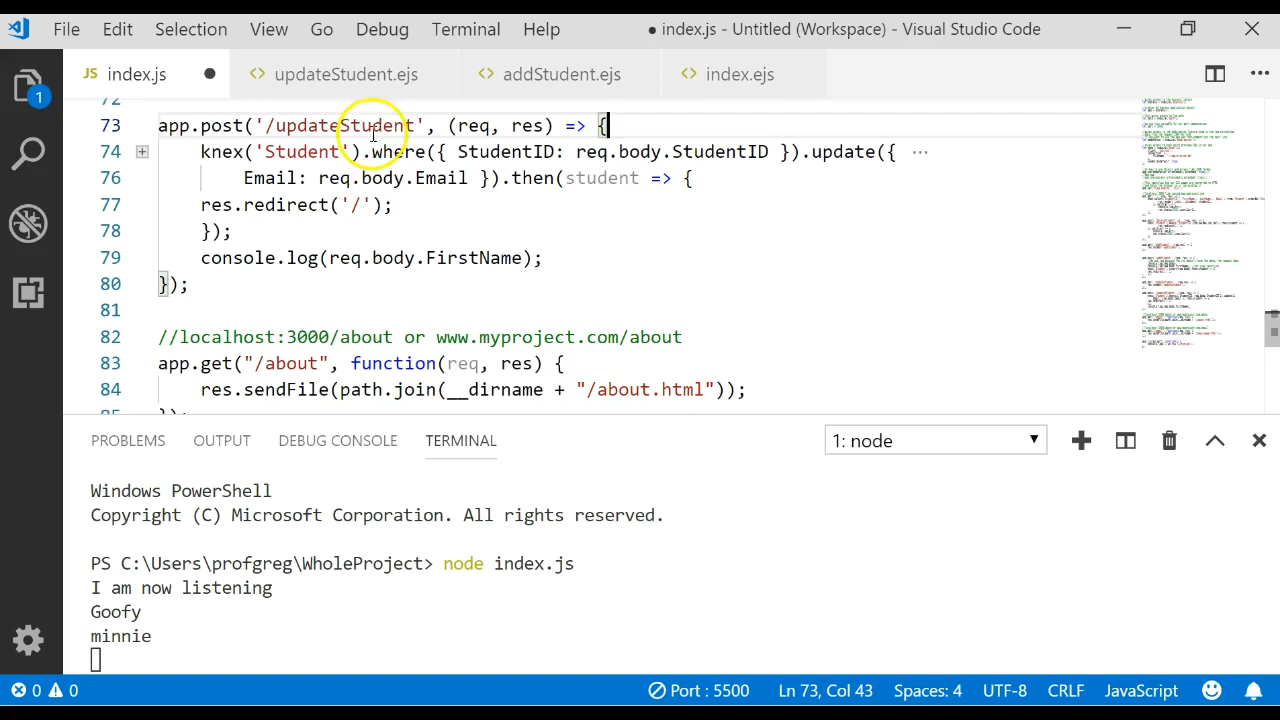 File Edit Selection View Go Debug Terminal Help ● index.js - Untitled (Workspace) - Visual Studio Code
JS index.js ● <> updateStudent.ejs <> addStudent.ejs <> index.ejs ...
1
72
73 app.post('/updateStudent', (req, res) => {
74 knex('Student').where({ StudentID: req.body.StudentID }).update({ ...
76 Email: req.body.Email }).then(student => {
77 res.redirect('/');
78 });
79 console.log(req.body.FirstName);
80 });
81
82 //localhost:3000/about or www.myproject.com/about
83 app.get("/about", function(req, res) {
84 res.sendFile(path.join(__dirname + "/about.html"));
85 });
PROBLEMS OUTPUT DEBUG CONSOLE TERMINAL 1: node
Windows PowerShell
Copyright (C) Microsoft Corporation. All rights reserved.
PS C:\Users\profgreg\WholeProject> node index.js
I am now listening
Goofy
minnie
0 0 Port : 5500 Ln 73, Col 43 Spaces: 4 UTF-8 CRLF JavaScript